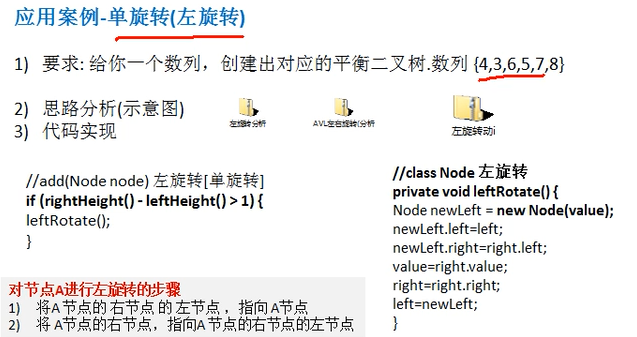 应用案例-单旋转(左旋转)
1) 要求: 给你一个数列，创建出对应的平衡二叉树.数列 {4,3,6,5,7,8}
2) 思路分析(示意图)
3) 代码实现
左旋转分析
AVL左右旋转(分析
左旋转动i
//add(Node node) 左旋转[单旋转]
if (rightHeight() - leftHeight() > 1) {
leftRotate();
}
//class Node 左旋转
private void leftRotate() {
Node newLeft = new Node(value);
newLeft.left=left;
newLeft.right=right.left;
value=right.value;
right=right.right;
left=newLeft;
}
对节点A进行左旋转的步骤
1) 将A 节点的 右节点 的 左节点 ，指向 A节点
2) 将 A节点的右节点，指向A 节点的右节点的左节点